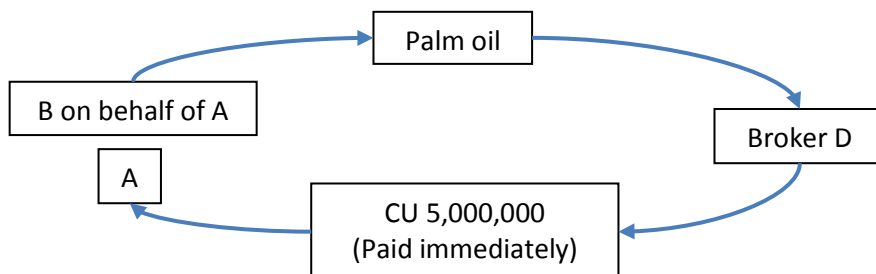 Palm oil
B on behalf of A
Broker D
A
CU 5,000,000
(Paid immediately)